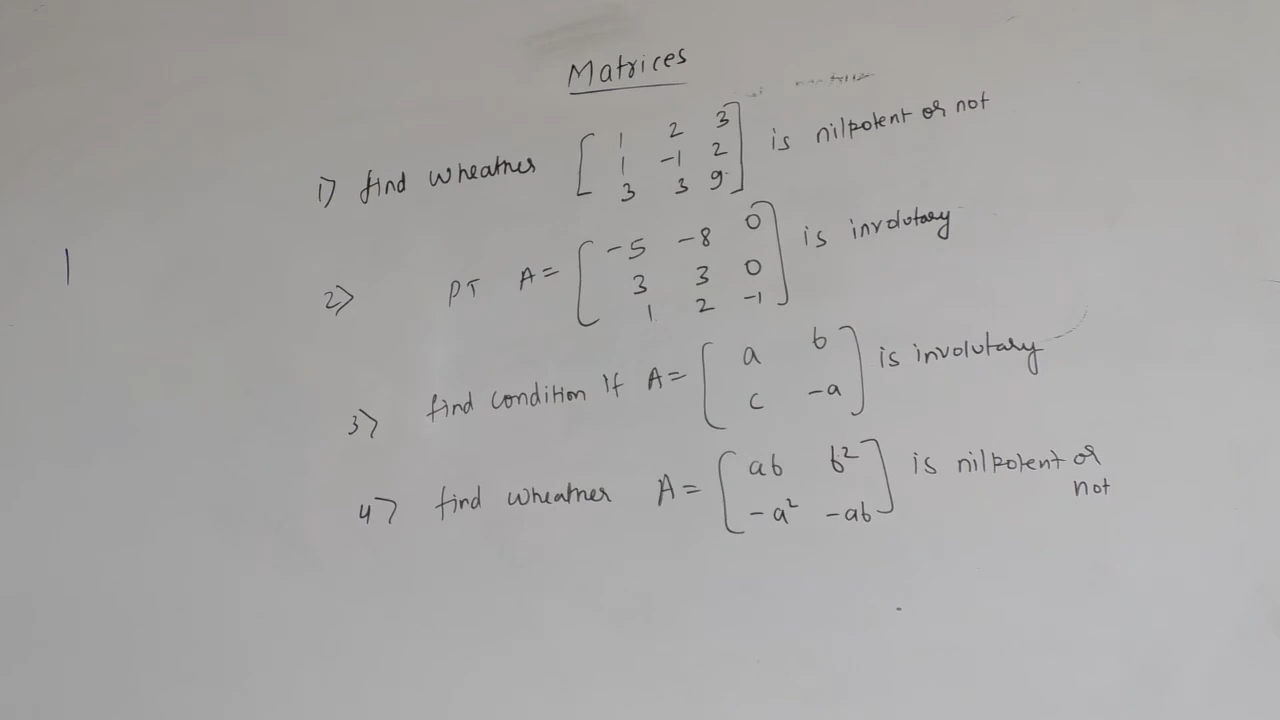 Matrices
1) find wheather [ 1 2 3
1 -1 2
3 3 9 ] is nilpotent or not
2) PT A = [ -5 -8 0
3 3 0
1 2 -1 ] is involutary
3) find condition if A = [ a b
c -a ] is involutary
4) find wheather A = [ ab b²
-a² -ab ] is nilpotent or
not